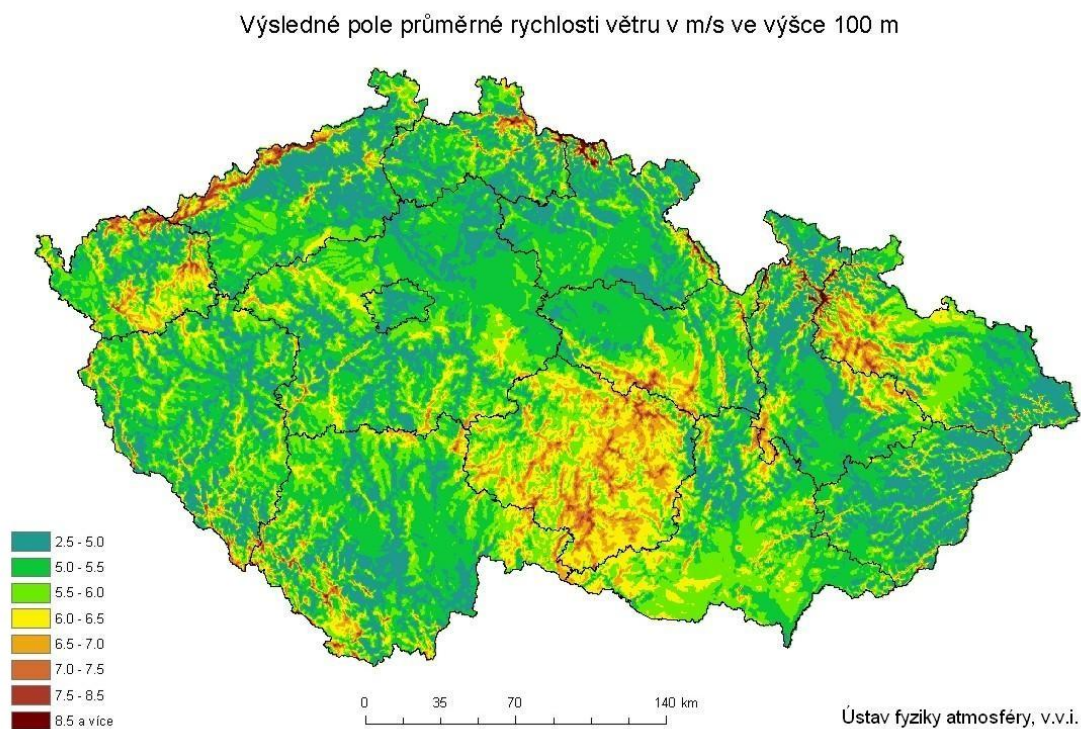 Výsledné pole průměrné rychlosti větru v m/s ve výšce 100 m
2.5 - 5.0
5.0 - 5.5
5.5 - 6.0
6.0 - 6.5
6.5 - 7.0
7.0 - 7.5
7.5 - 8.5
8.5 a více
0 35 70 140 km
Ústav fyziky atmosféry, v.v.i.